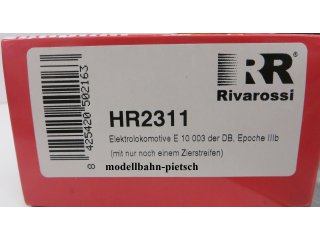 RR
Rivarossi
HR2311
Elektrolokomotive E 10 003 der DB, Epoche IIIb
(mit nur noch einem Zierstreifen)
modellbahn-pietsch
8 425420 502163